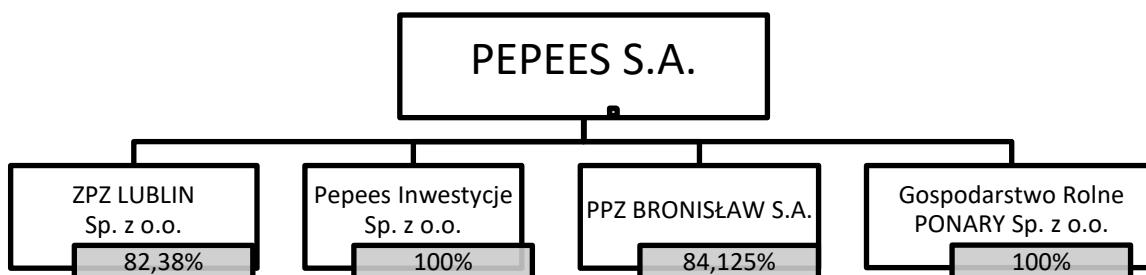 PEPEES S.A.
ZPZ LUBLIN
Sp. z o.o.
82,38%
Pepees Inwestycje
Sp. z o.o.
100%
PPZ BRONISŁAW S.A.
84,125%
Gospodarstwo Rolne
PONARY Sp. z o.o.
100%